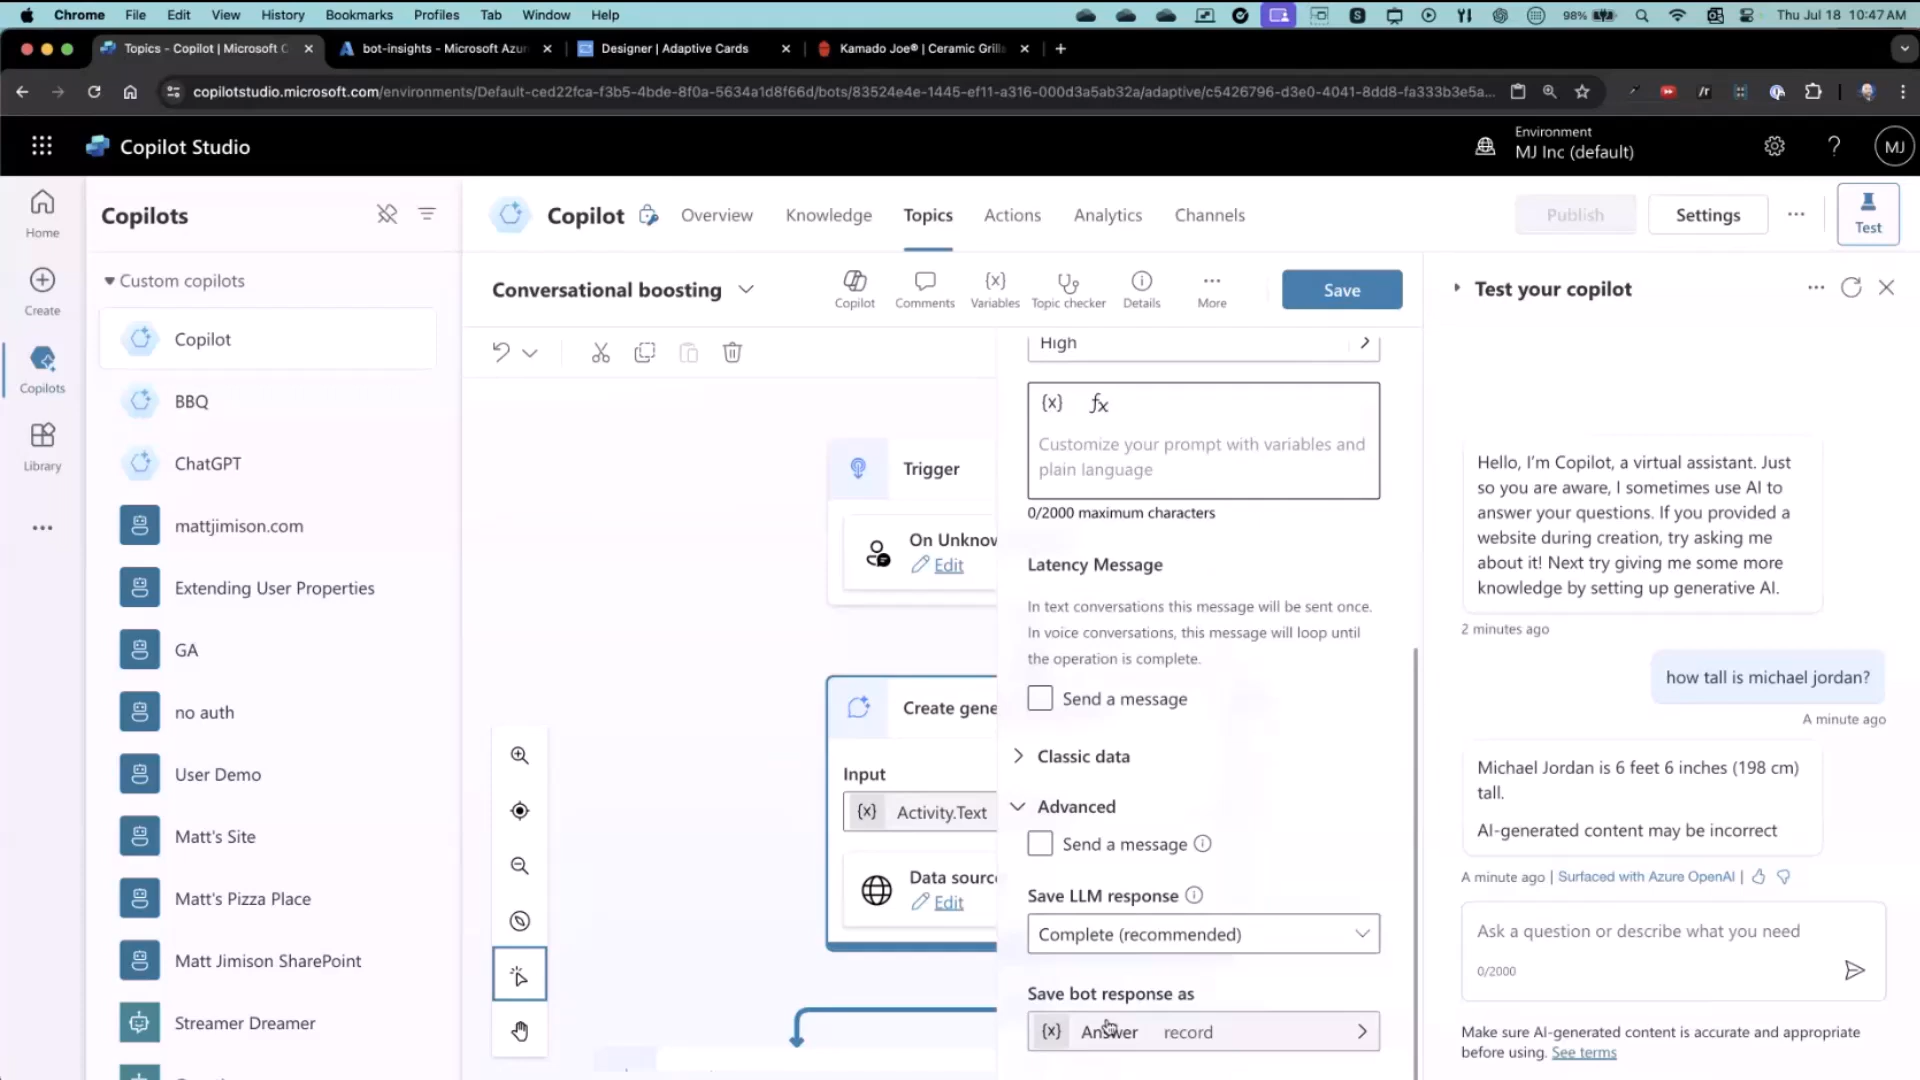 Chrome File Edit View History Bookmarks Profiles Tab Window Help 98% Thu Jul 18 10:47 AM
Topics - Copilot | Microsoft C
bot-insights - Microsoft Azu
Designer | Adaptive Cards
Kamado Joe® | Ceramic Grills
copilotstudio.microsoft.com/environments/Default-ced22fca-f3b5-4bde-8f0a-5634a1d8f66d/bots/83524e4e-1445-ef11-a316-000d3a5ab32a/adaptive/c5426796-d3e0-4041-8dd8-fa333b3e5a...
Copilot Studio
Environment
MJ Inc (default)
MJ
Home
Create
Copilots
Library
Copilots
Custom copilots
Copilot
BBQ
ChatGPT
mattjimison.com
Extending User Properties
GA
no auth
User Demo
Matt's Site
Matt's Pizza Place
Matt Jimison SharePoint
Streamer Dreamer
Copilot Overview Knowledge Topics Actions Analytics Channels
Publish Settings Test
Conversational boosting
Copilot Comments Variables Topic checker Details More
Save
Trigger
On Unknow
Edit
Create gene
Input
{x} Activity.Text
Data sourc
Edit
High
{x} fx
Customize your prompt with variables and
plain language
0/2000 maximum characters
Latency Message
In text conversations this message will be sent once.
In voice conversations, this message will loop until
the operation is complete.
Send a message
Classic data
Advanced
Send a message
Save LLM response
Complete (recommended)
Save bot response as
{x} Answer record
Test your copilot
Hello, I'm Copilot, a virtual assistant. Just
so you are aware, I sometimes use AI to
answer your questions. If you provided a
website during creation, try asking me
about it! Next try giving me some more
knowledge by setting up generative AI.
2 minutes ago
how tall is michael jordan?
A minute ago
Michael Jordan is 6 feet 6 inches (198 cm)
tall.
AI-generated content may be incorrect
A minute ago | Surfaced with Azure OpenAI |
Ask a question or describe what you need
0/2000
Make sure AI-generated content is accurate and appropriate
before using. See terms